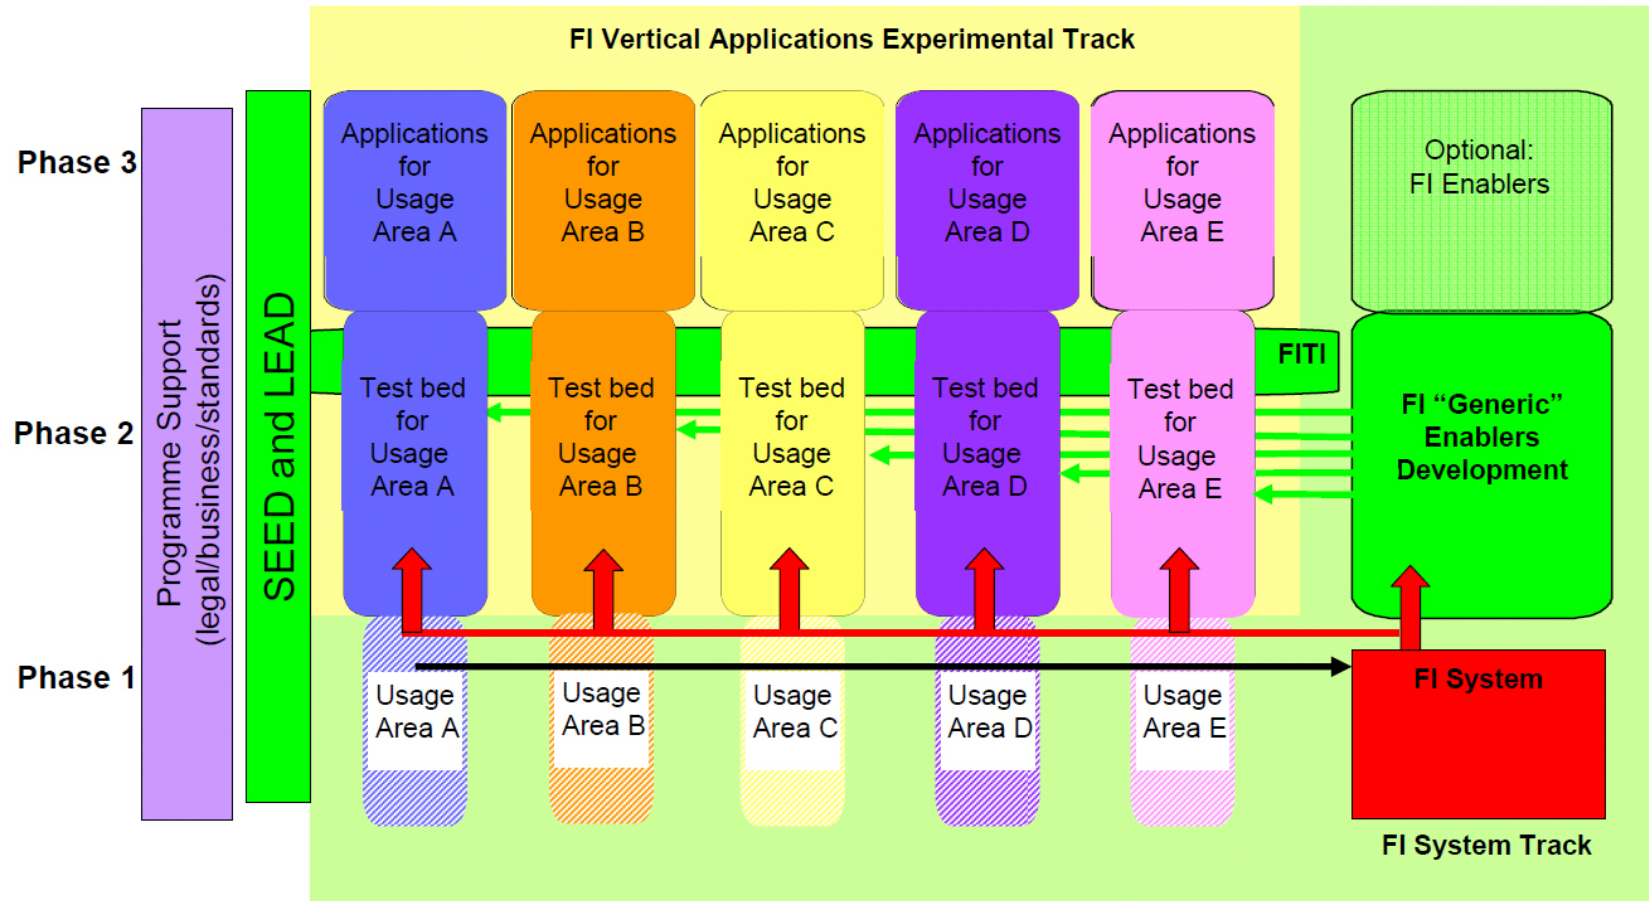 FI Vertical Applications Experimental Track
Phase 3
Applications
for
Usage
Area A
Applications
for
Usage
Area B
Applications
for
Usage
Area C
Applications
for
Usage
Area D
Applications
for
Usage
Area E
Optional:
FI Enablers
Programme Support
(legal/business/standards)
SEED and LEAD
FITI
Phase 2
Test bed
for
Usage
Area A
Test bed
for
Usage
Area B
Test bed
for
Usage
Area C
Test bed
for
Usage
Area D
Test bed
for
Usage
Area E
FI “Generic”
Enablers
Development
Phase 1
Usage
Area A
Usage
Area B
Usage
Area C
Usage
Area D
Usage
Area E
FI System
FI System Track